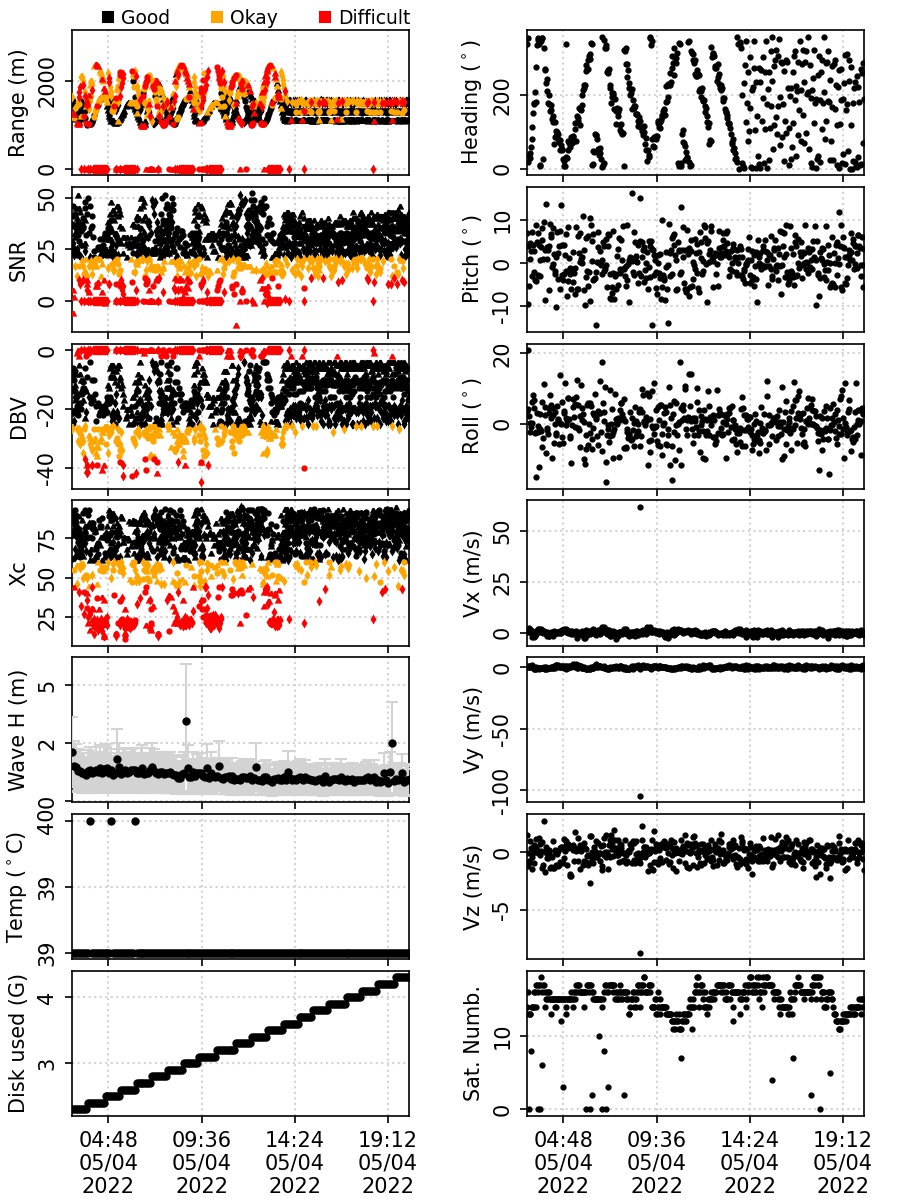 Good Okay Difficult
Range (m)
2000
0
Heading (°)
200
0
SNR
50
25
0
Pitch (°)
10
0
-10
DBV
0
-20
-40
Roll (°)
20
0
Xc
75
50
25
Vx (m/s)
50
25
0
Wave H (m)
5
2
0
Vy (m/s)
0
-50
-100
Temp (°C)
40
39
39
Vz (m/s)
0
-5
Disk used (G)
4
3
Sat. Numb.
10
0
04:48 09:36 14:24 19:12
05/04 05/04 05/04 05/04
2022 2022 2022 2022
04:48 09:36 14:24 19:12
05/04 05/04 05/04 05/04
2022 2022 2022 2022